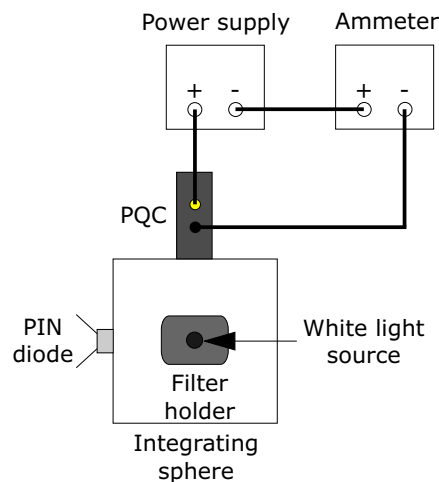 Power supply
Ammeter
+ -
+ -
PQC
PIN
diode
White light
source
Filter
holder
Integrating
sphere